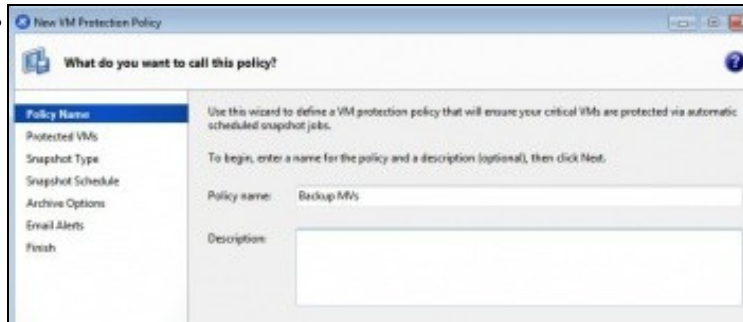 New VM Protection Policy
What do you want to call this policy?
Policy Name
Protected VMs
Snapshot Type
Snapshot Schedule
Archive Options
Email Alerts
Finish
Use this wizard to define a VM protection policy that will ensure your critical VMs are protected via automatic
scheduled snapshot jobs.
To begin, enter a name for the policy and a description (optional), then click Next.
Policy name: Backup MVs
Description: